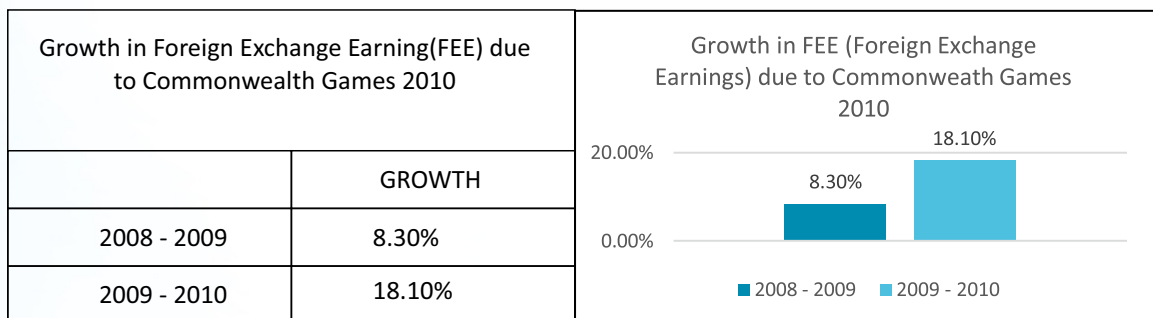 Growth in Foreign Exchange Earning(FEE) due
to Commonwealth Games 2010
GROWTH
2008 - 2009 8.30%
2009 - 2010 18.10%
Growth in FEE (Foreign Exchange
Earnings) due to Commonweath Games
2010
18.10%
20.00%
8.30%
0.00%
2008 - 2009 2009 - 2010